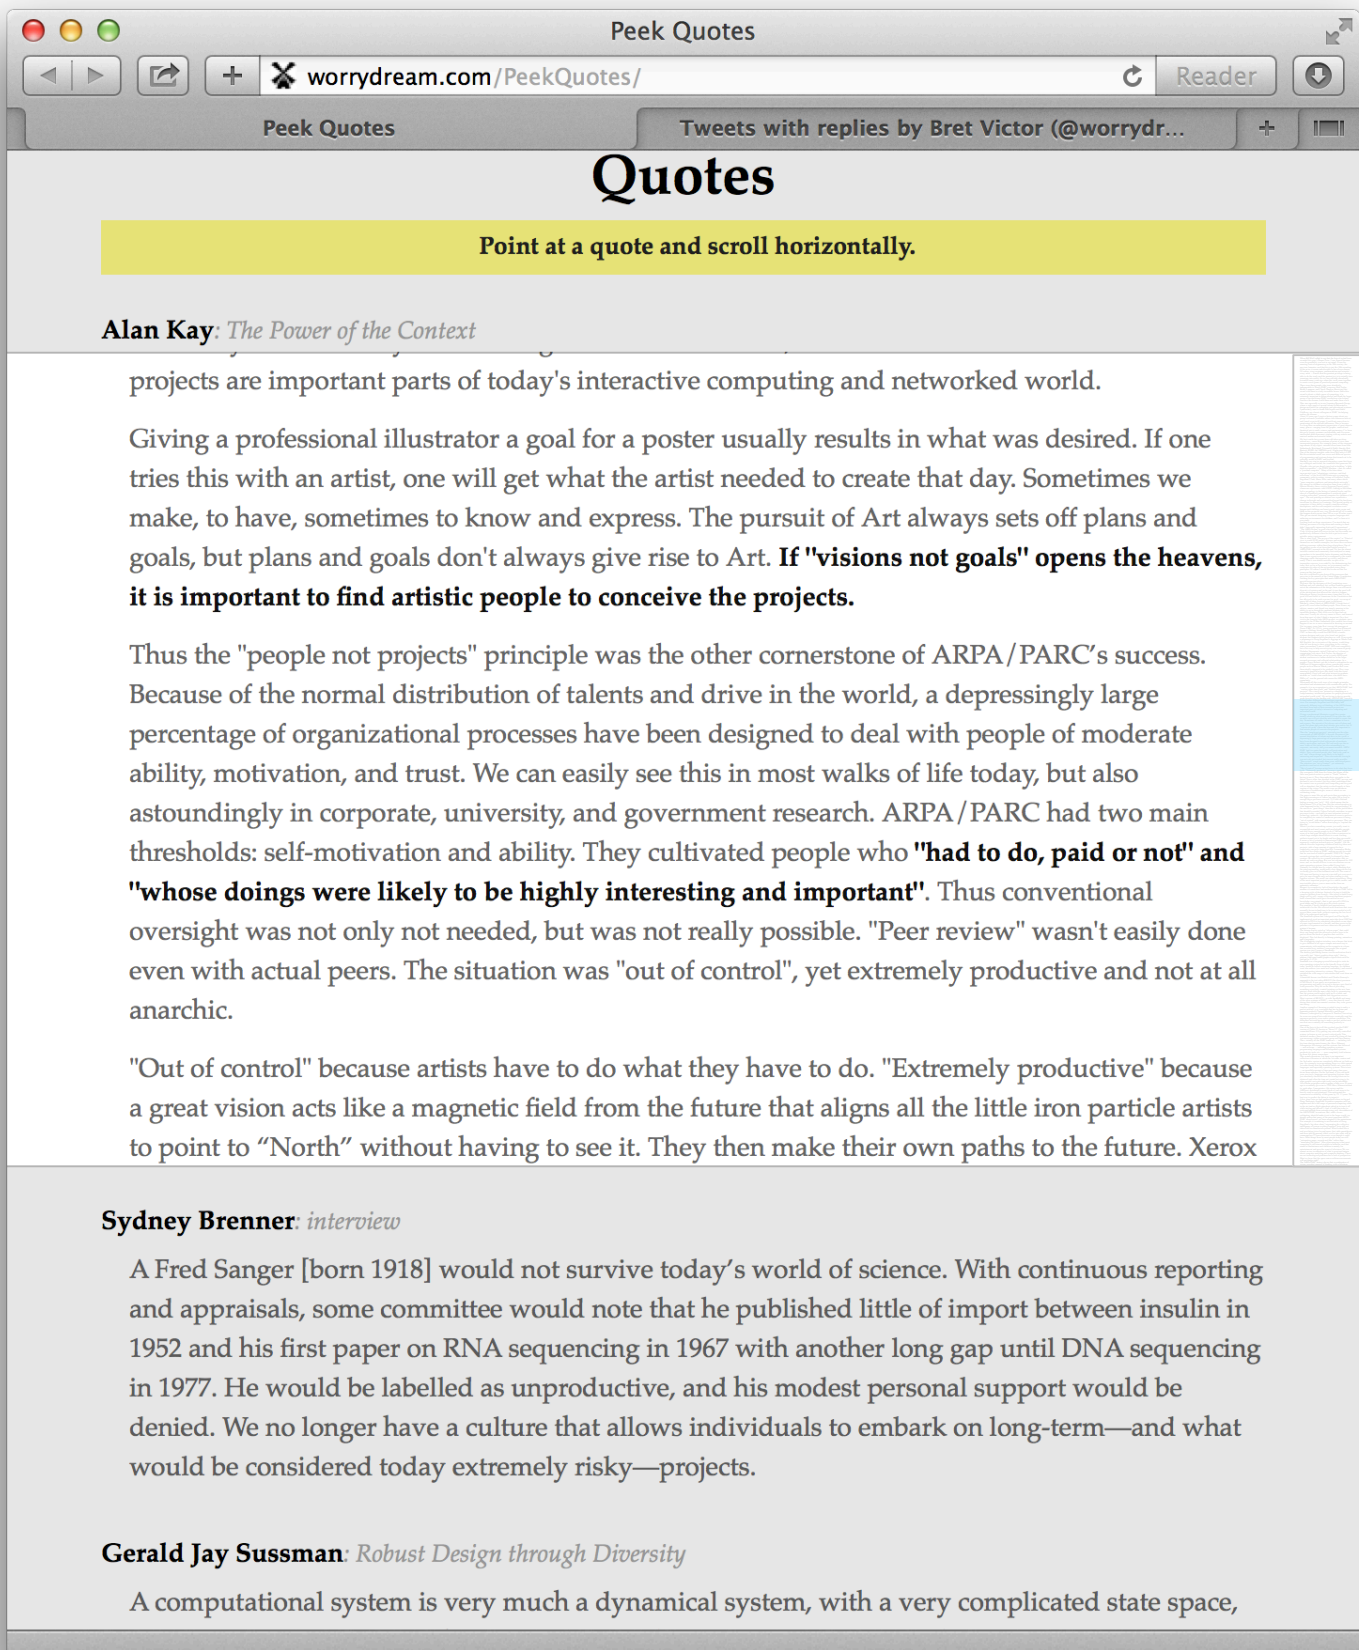 Peek Quotes
worrydream.com/PeekQuotes/
Reader
Peek Quotes
Tweets with replies by Bret Victor (@worrydr...
Quotes
Point at a quote and scroll horizontally.
Alan Kay: The Power of the Context
projects are important parts of today's interactive computing and networked world.
Giving a professional illustrator a goal for a poster usually results in what was desired. If one
tries this with an artist, one will get what the artist needed to create that day. Sometimes we
make, to have, sometimes to know and express. The pursuit of Art always sets off plans and
goals, but plans and goals don't always give rise to Art. If "visions not goals" opens the heavens,
it is important to find artistic people to conceive the projects.
Thus the "people not projects" principle was the other cornerstone of ARPA/PARC’s success.
Because of the normal distribution of talents and drive in the world, a depressingly large
percentage of organizational processes have been designed to deal with people of moderate
ability, motivation, and trust. We can easily see this in most walks of life today, but also
astoundingly in corporate, university, and government research. ARPA/PARC had two main
thresholds: self-motivation and ability. They cultivated people who "had to do, paid or not" and
"whose doings were likely to be highly interesting and important". Thus conventional
oversight was not only not needed, but was not really possible. "Peer review" wasn't easily done
even with actual peers. The situation was "out of control", yet extremely productive and not at all
anarchic.
"Out of control" because artists have to do what they have to do. "Extremely productive" because
a great vision acts like a magnetic field from the future that aligns all the little iron particle artists
to point to “North” without having to see it. They then make their own paths to the future. Xerox
Sydney Brenner: interview
A Fred Sanger [born 1918] would not survive today’s world of science. With continuous reporting
and appraisals, some committee would note that he published little of import between insulin in
1952 and his first paper on RNA sequencing in 1967 with another long gap until DNA sequencing
in 1977. He would be labelled as unproductive, and his modest personal support would be
denied. We no longer have a culture that allows individuals to embark on long-term—and what
would be considered today extremely risky—projects.
Gerald Jay Sussman: Robust Design through Diversity
A computational system is very much a dynamical system, with a very complicated state space,